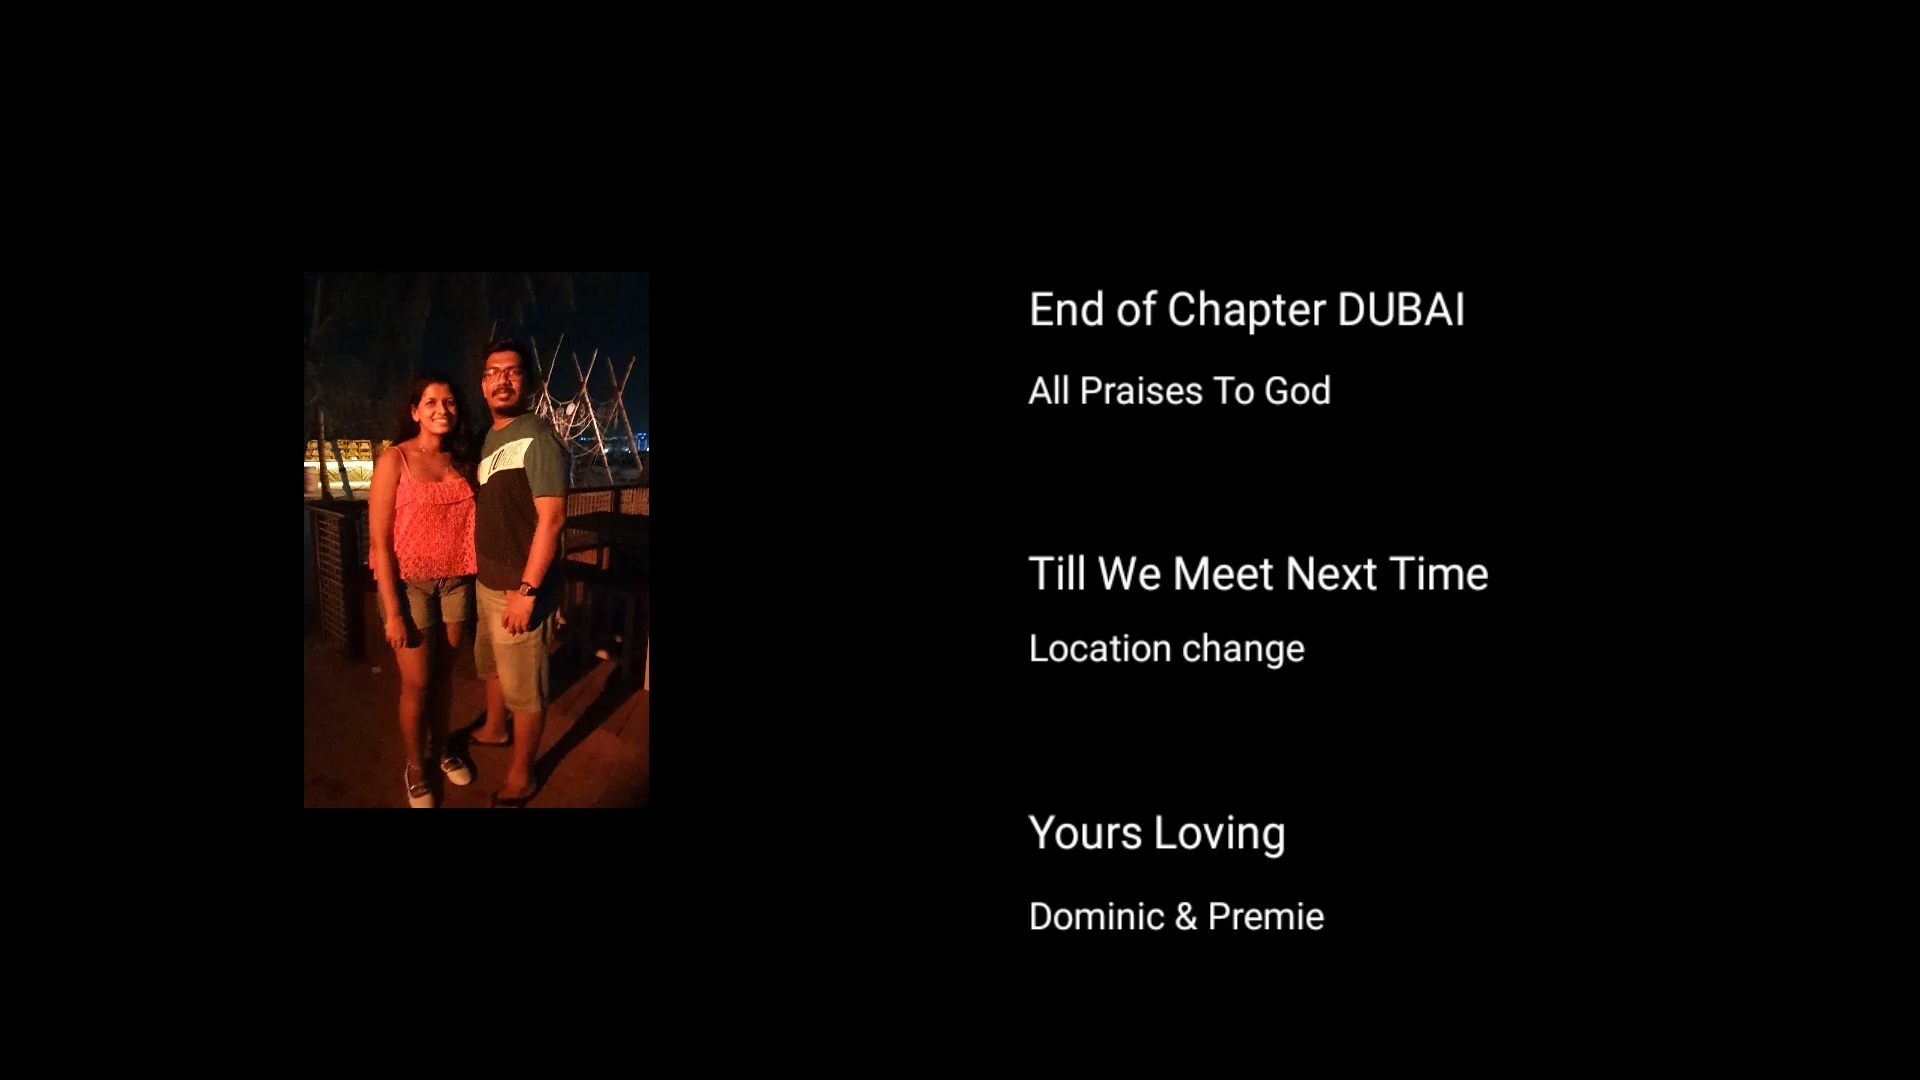 End of Chapter DUBAI
All Praises To God
Till We Meet Next Time
Location change
Yours Loving
Dominic & Premie